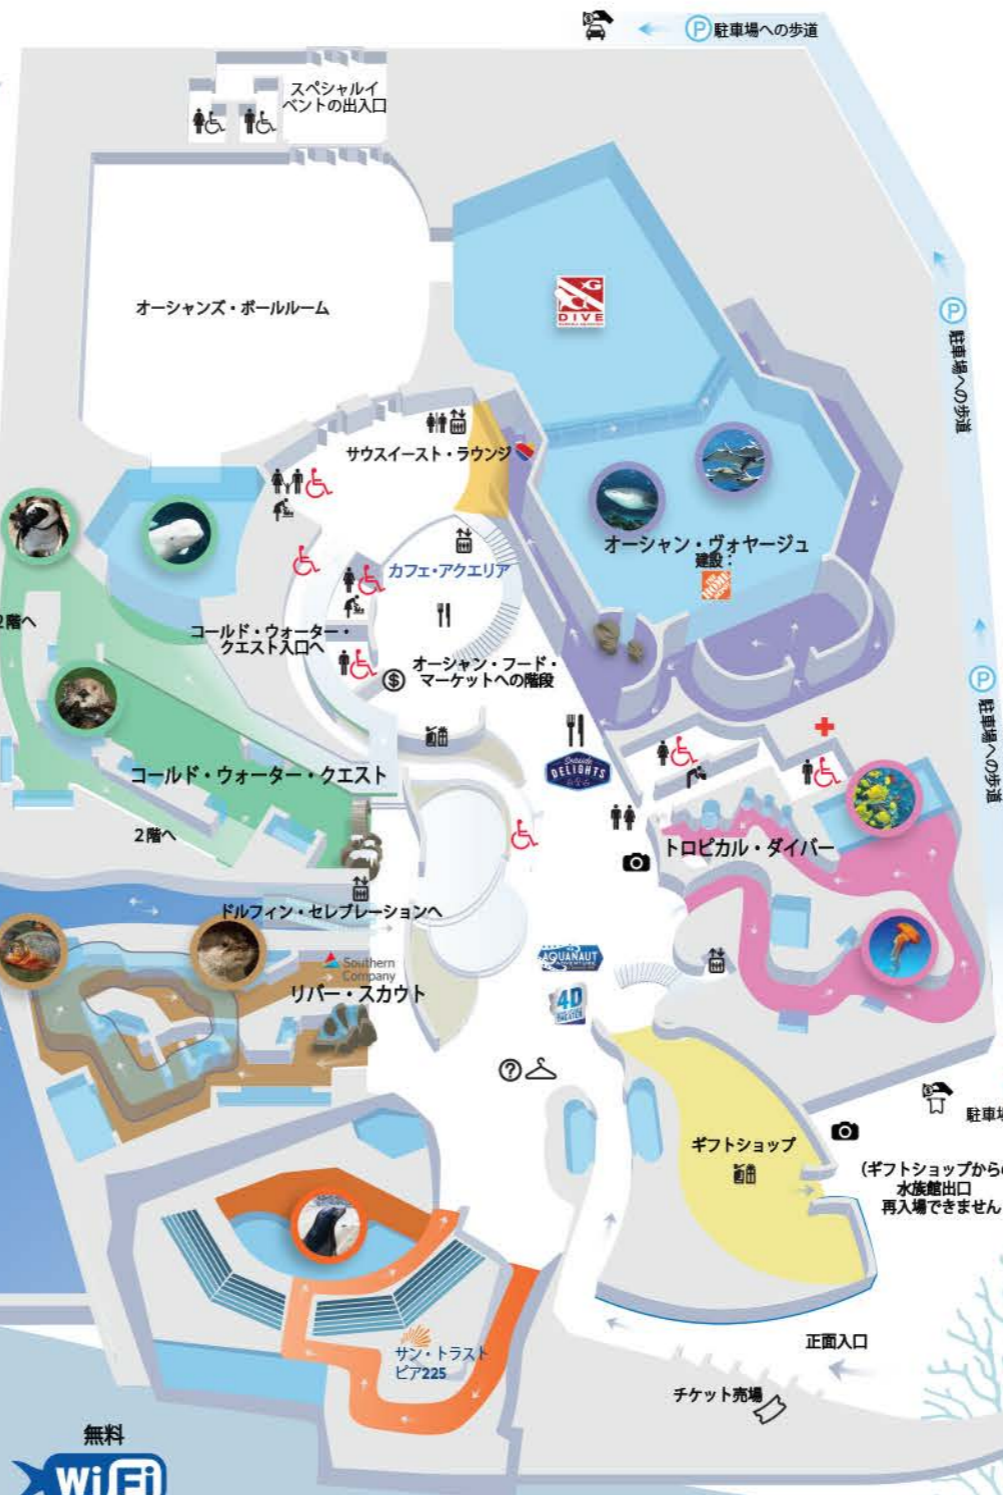 P 駐車場への歩道
スペシャルイ
ベントの出入口
G
DIVE
オーシャンズ・ボールルーム
P 駐車場への歩道
サウスイースト・ラウンジ
オーシャン・ヴォヤージュ
建設：
THE HOME DEPOT
カフェ・アクエリア
2階へ
コールド・ウォーター・
クエスト入口へ
オーシャン・フード・
マーケットへの階段
$
P 駐車場への歩道
Seaside
DELIGHTS
コールド・ウォーター・クエスト
2階へ
トロピカル・ダイバー
ドルフィン・セレブレーションへ
AQUANAUT
ADVENTURE
Southern
Company
リバー・スカウト
4D
THEATER
?
駐車場
ギフトショップ
(ギフトショップからの
水族館出口
再入場できません
正面入口
サン・トラスト
ピア225
チケット売場
無料
WiFi